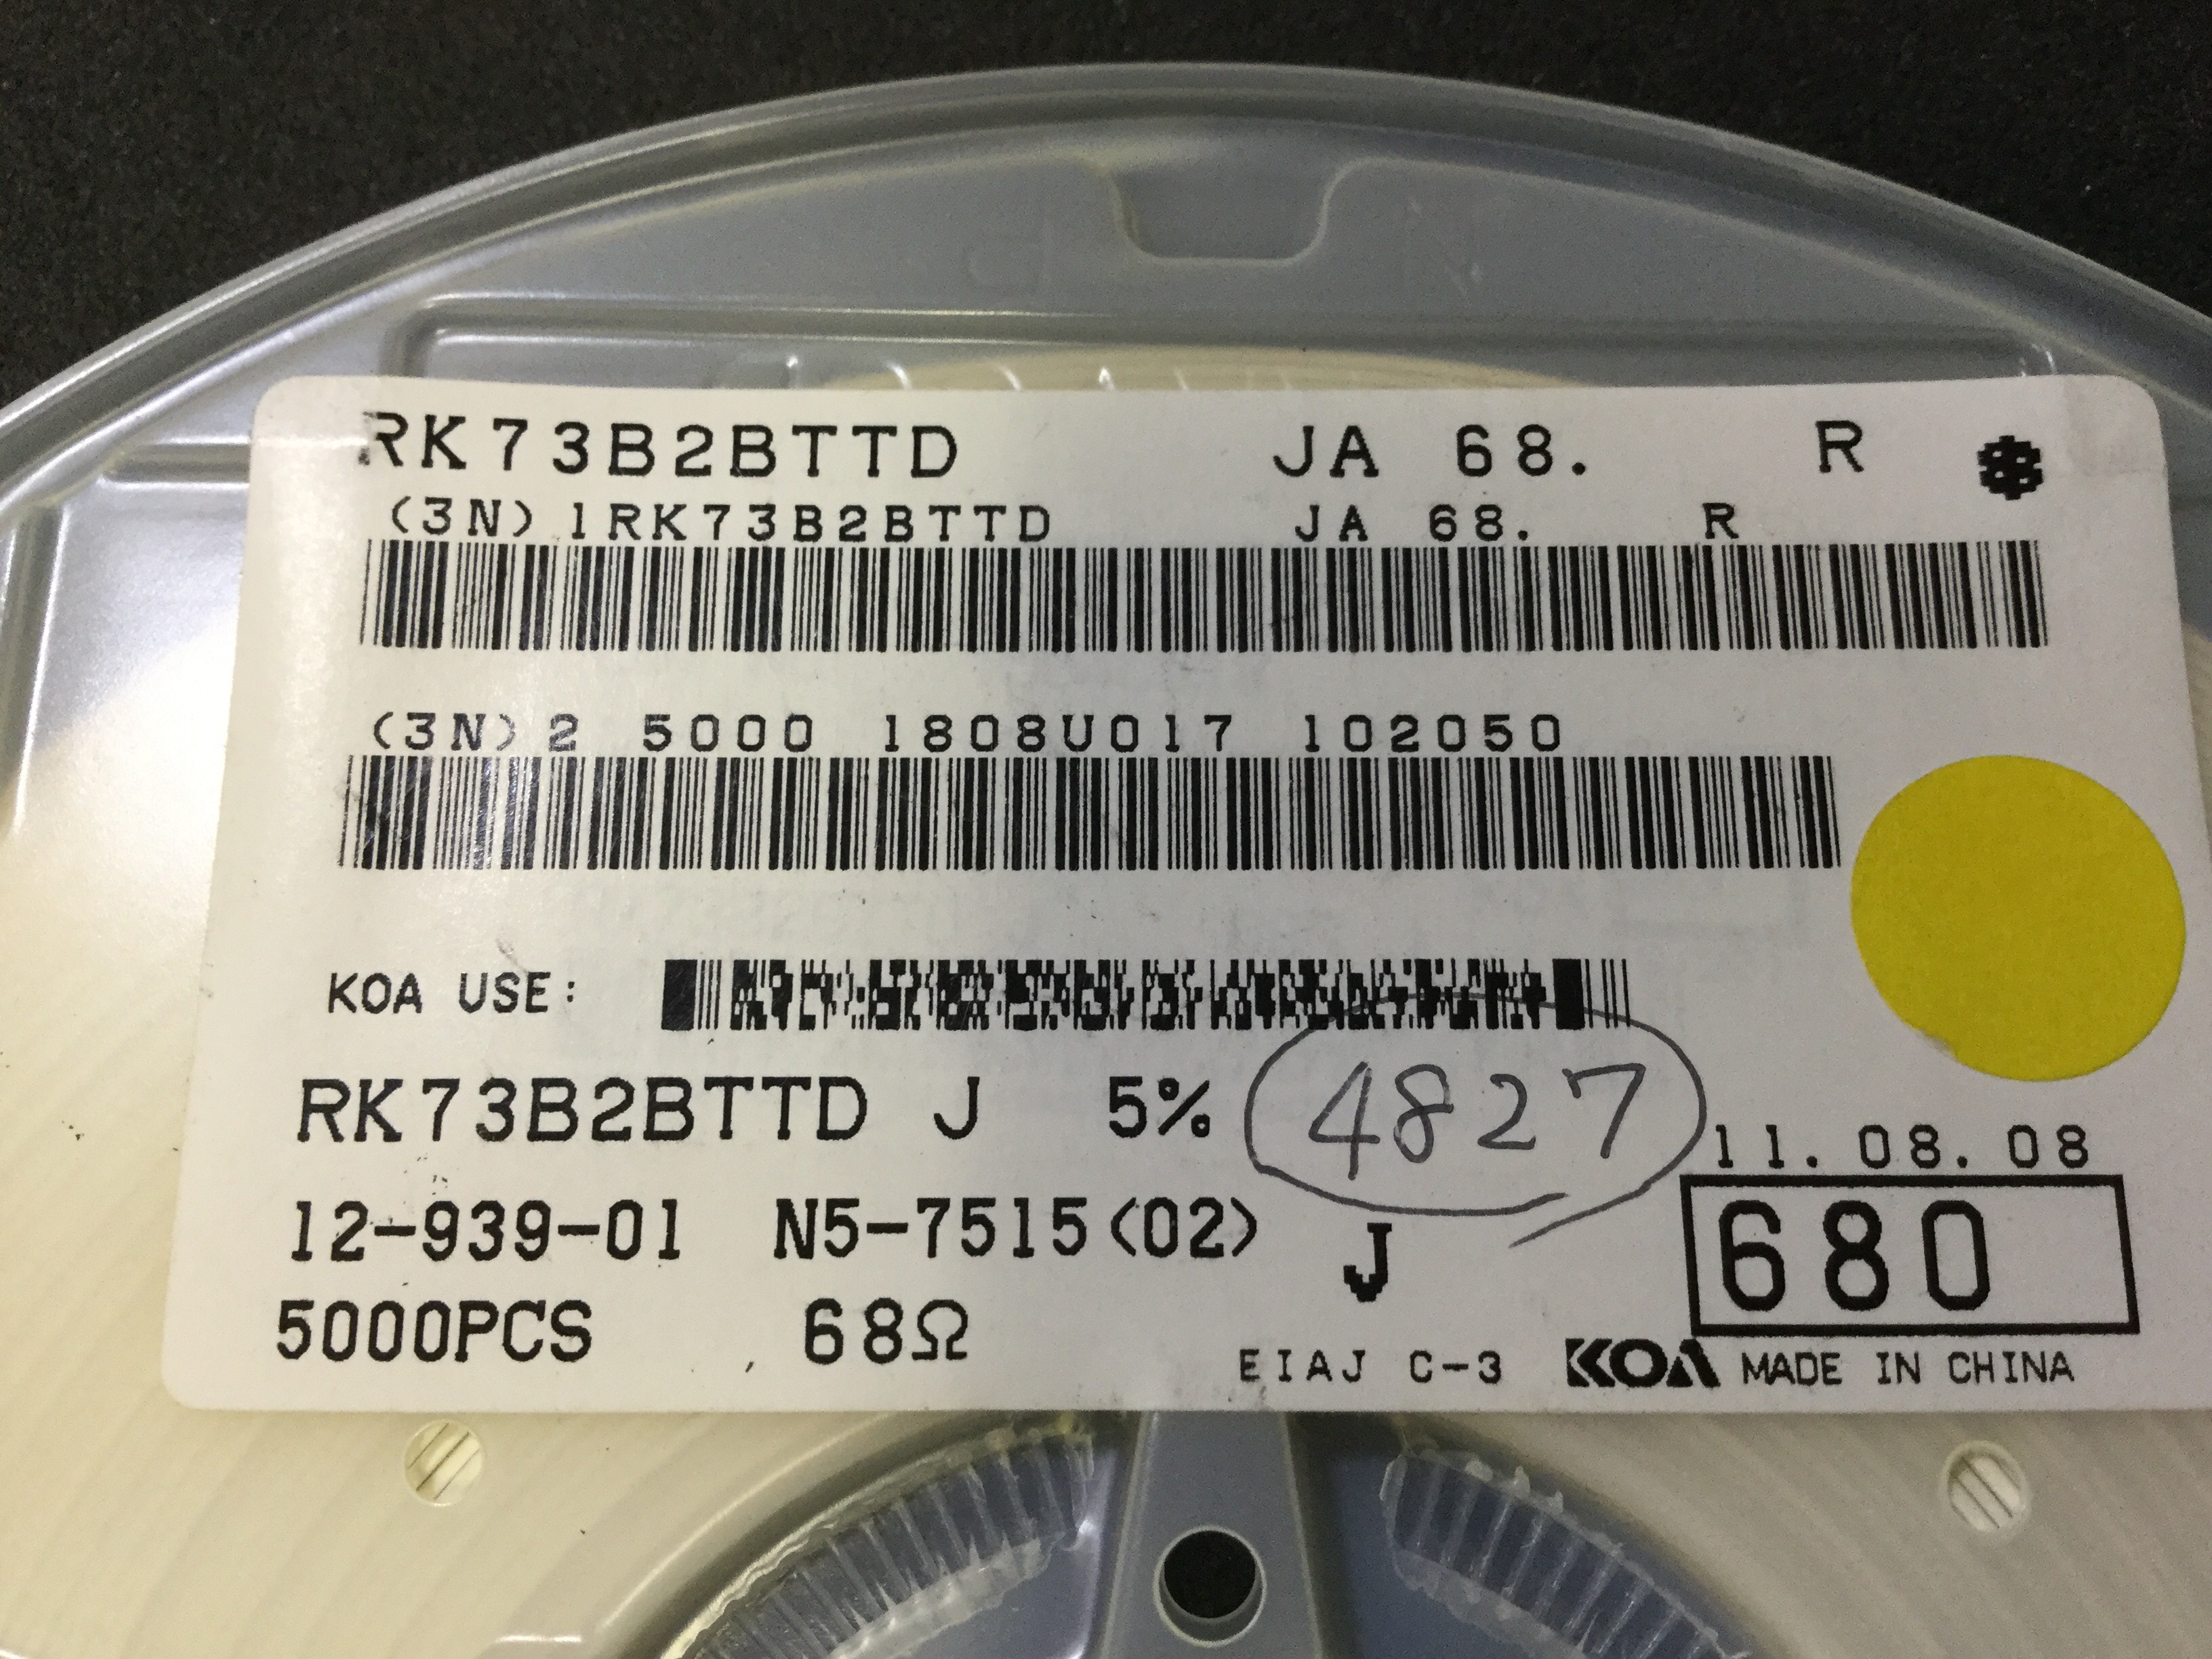 RK73B2BTTD JA 68. R
(3N)1RK73B2BTTD JA 68. R
(3N)2 5000 1808U017 102050
KOA USE:
RK73B2BTTD J 5% 4827
11.08.08
12-939-01 N5-7515(02) J 680
5000PCS 68Ω
EIAJ C-3 KOA MADE IN CHINA